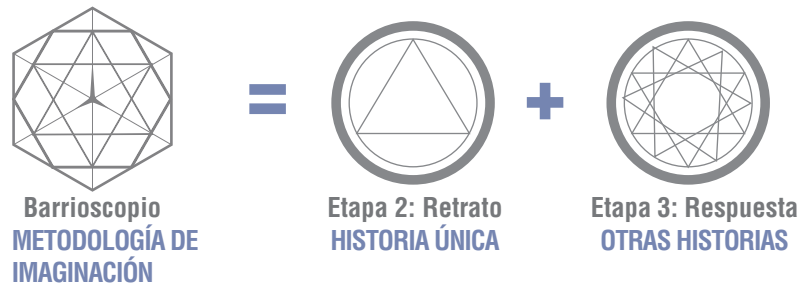 =
+
Barrioscopio
METODOLOGÍA DE
IMAGINACIÓN
Etapa 2: Retrato
HISTORIA ÚNICA
Etapa 3: Respuesta
OTRAS HISTORIAS